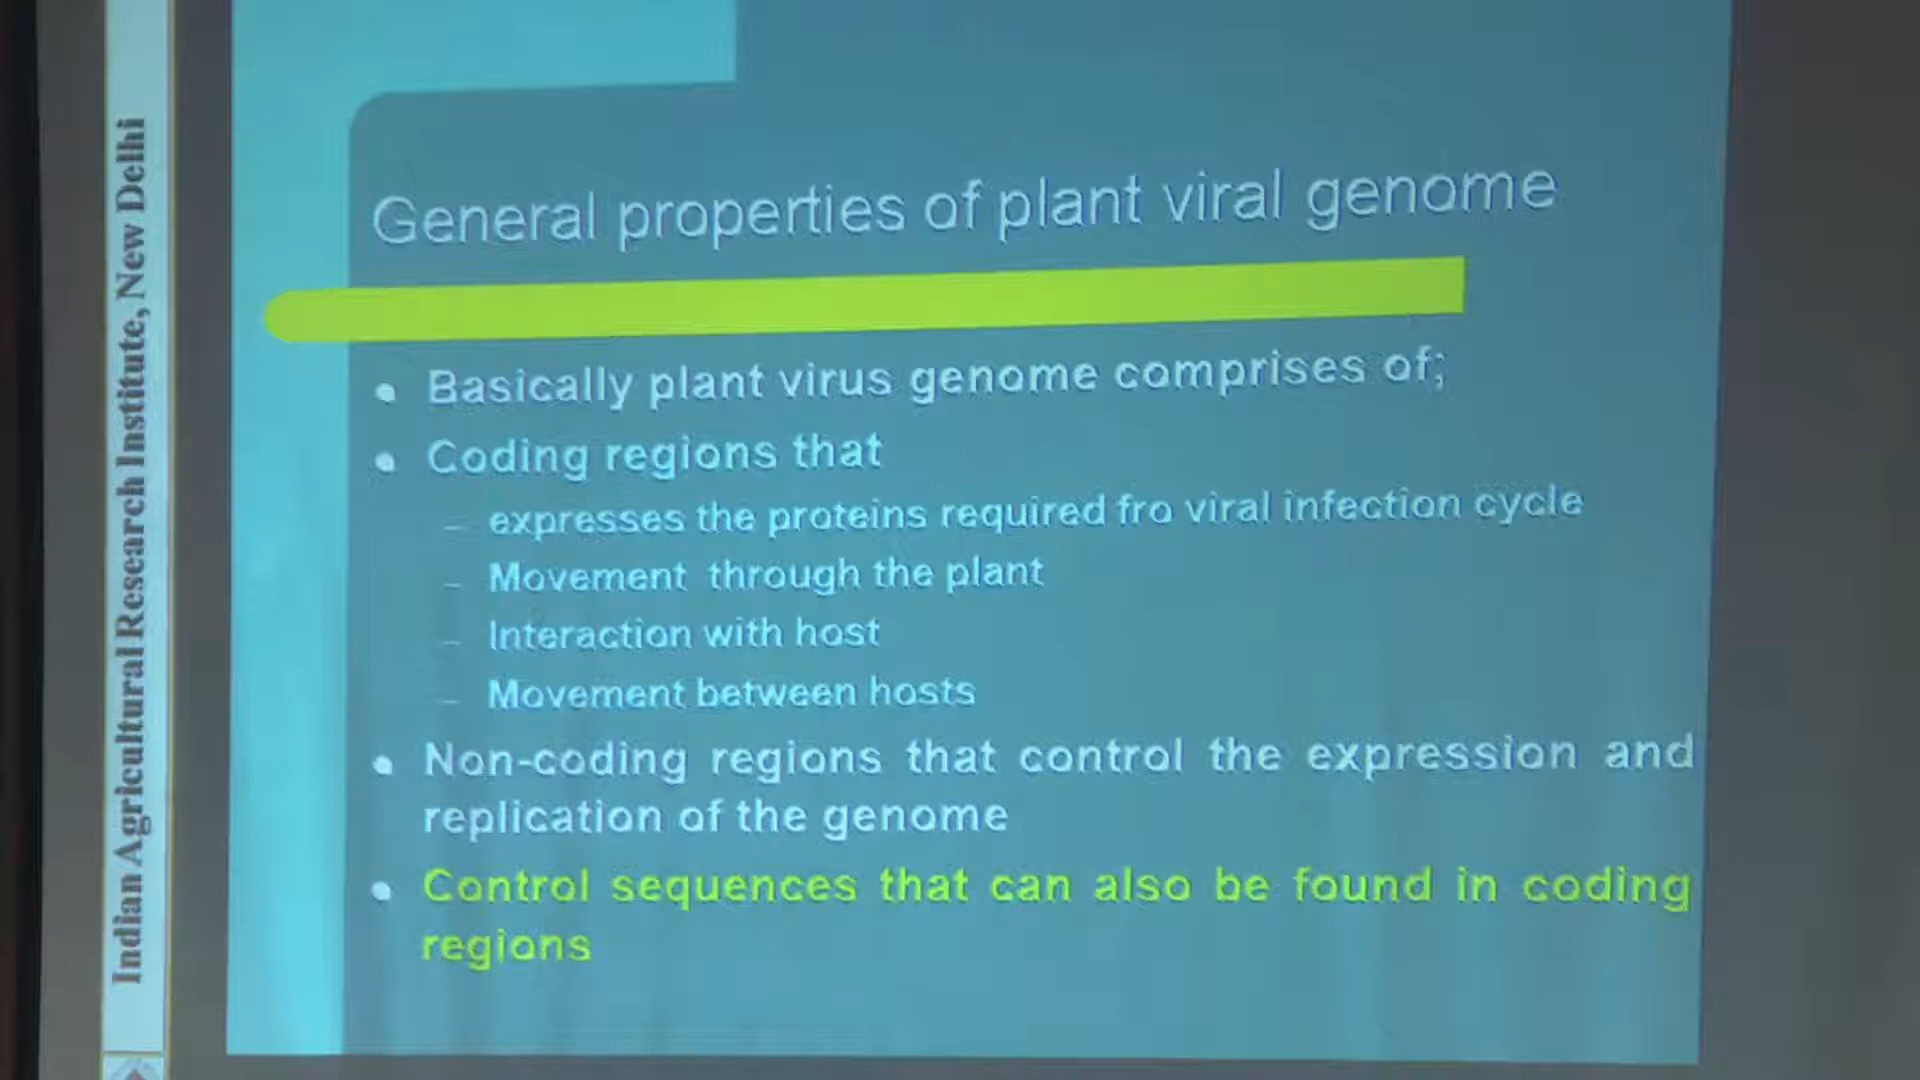 Indian Agricultural Research Institute, New Delhi
General properties of plant viral genome
• Basically plant virus genome comprises of;
• Coding regions that
– expresses the proteins required fro viral infection cycle
– Movement through the plant
– Interaction with host
– Movement between hosts
• Non-coding regions that control the expression and
replication of the genome
• Control sequences that can also be found in coding
regions